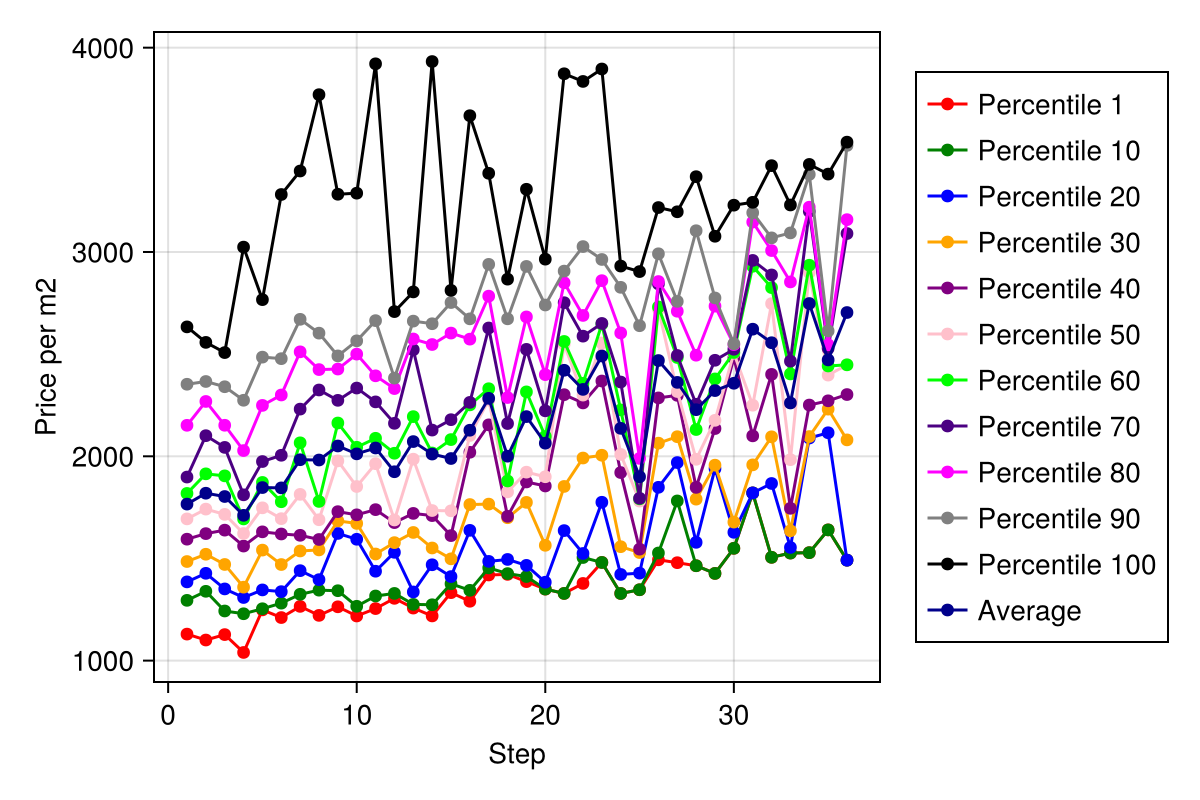 4000
3000
2000
1000
Price per m2
0
10
20
30
Step
Percentile 1
Percentile 10
Percentile 20
Percentile 30
Percentile 40
Percentile 50
Percentile 60
Percentile 70
Percentile 80
Percentile 90
Percentile 100
Average